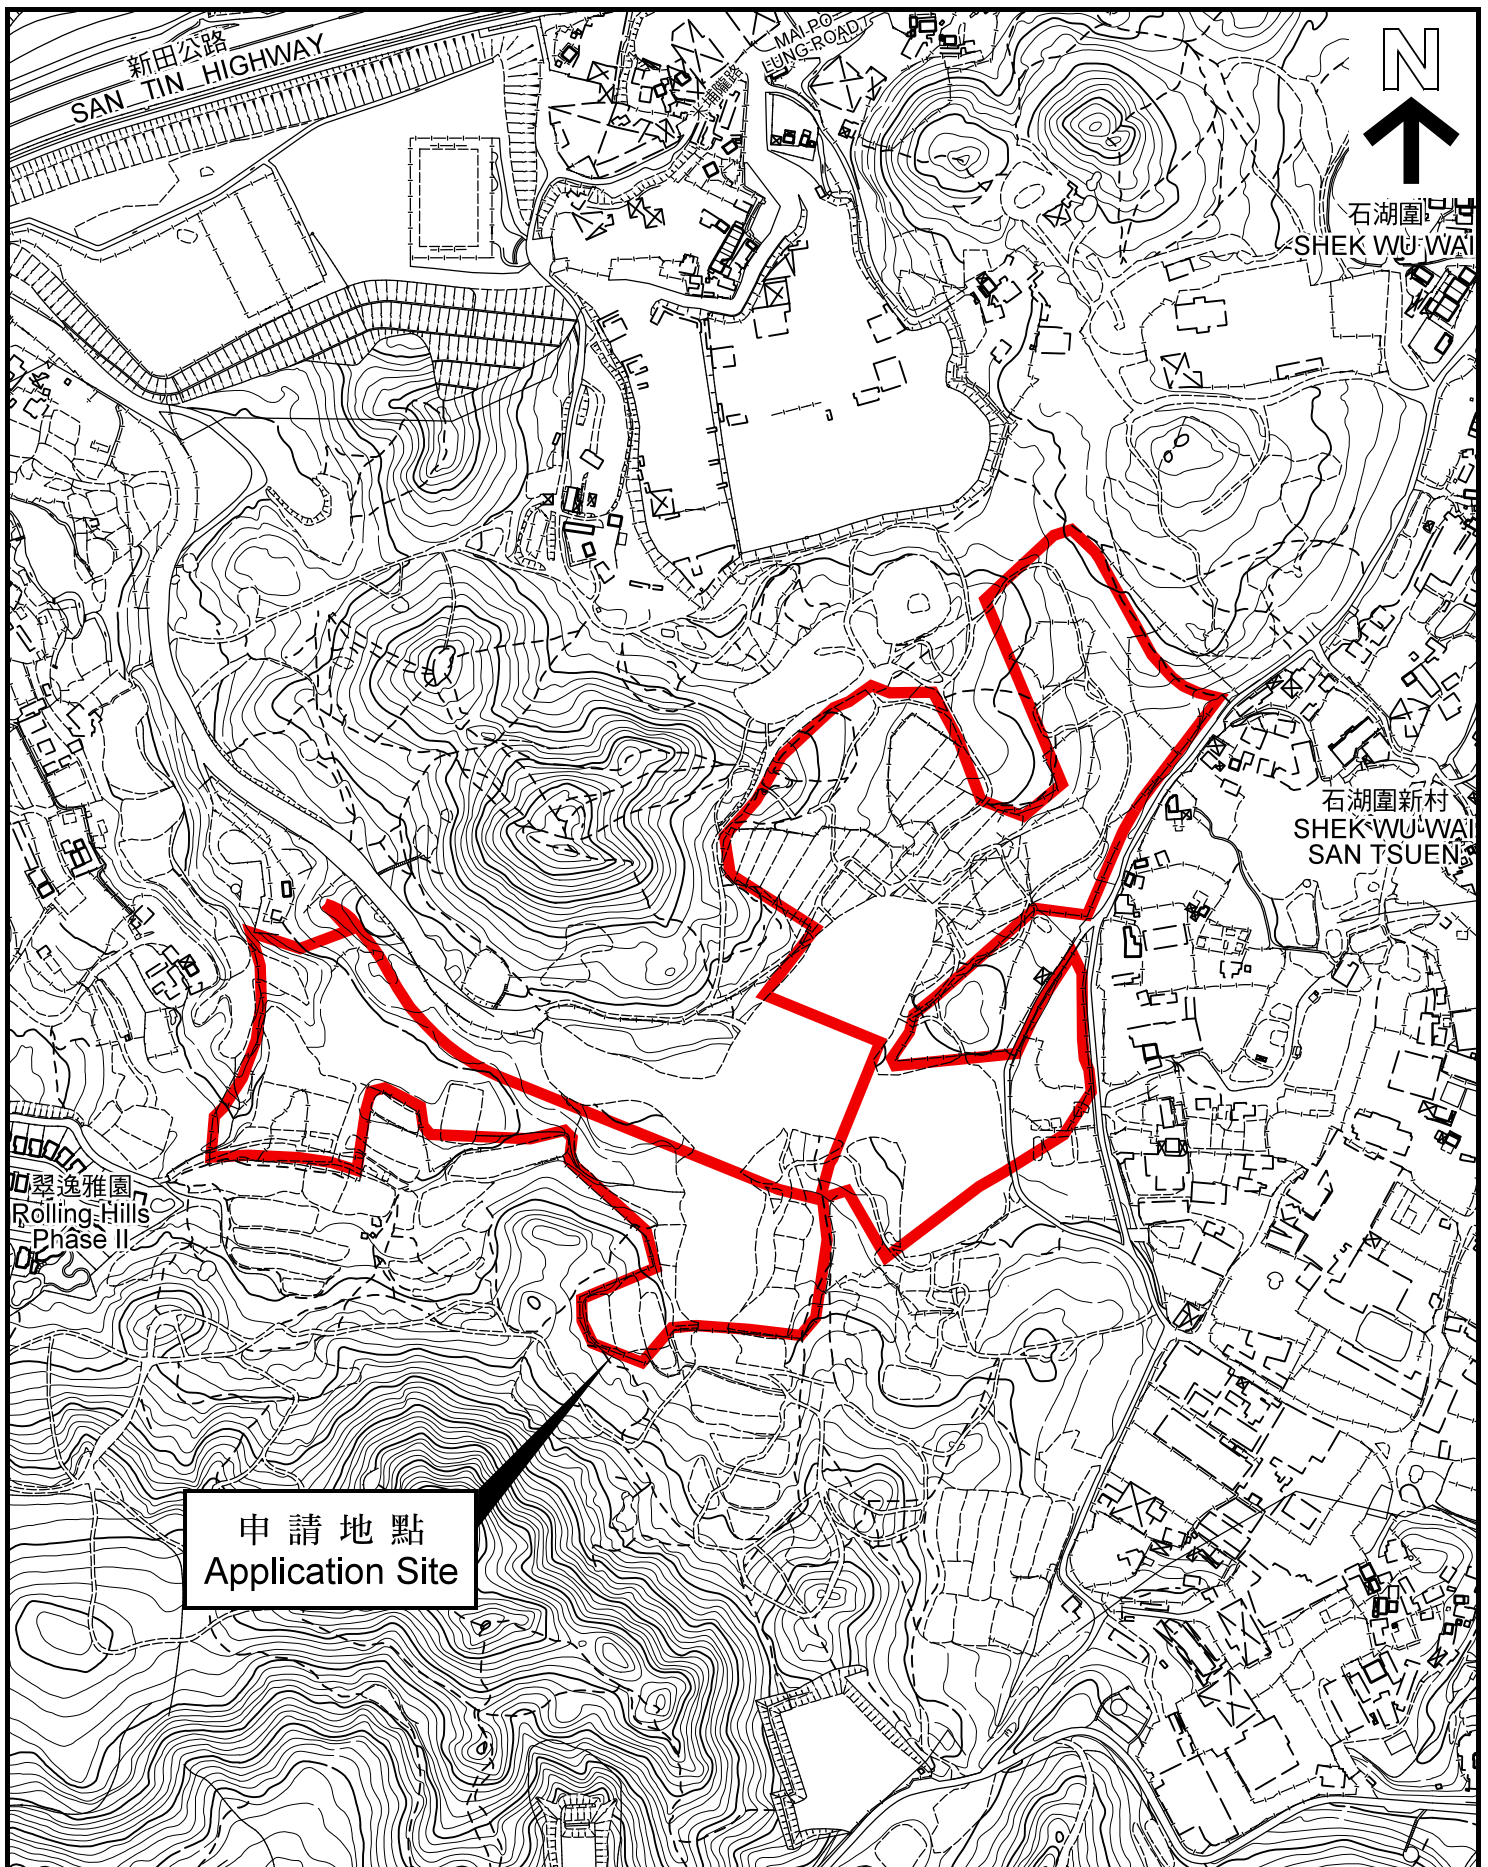 新田公路
SAN TIN HIGHWAY
MAI PO
LUNG ROAD
米埔隴路
N
石湖圍
SHEK WU WAI
石湖圍新村
SHEK WU WAI
SAN TSUEN
翠逸雅園
Rolling Hills
Phase II
申請地點
Application Site